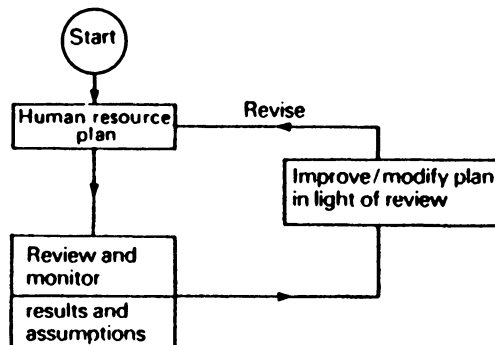 Start
Human resource
plan
Revise
Improve/modify plan
in light of review
Review and
monitor
results and
assumptions